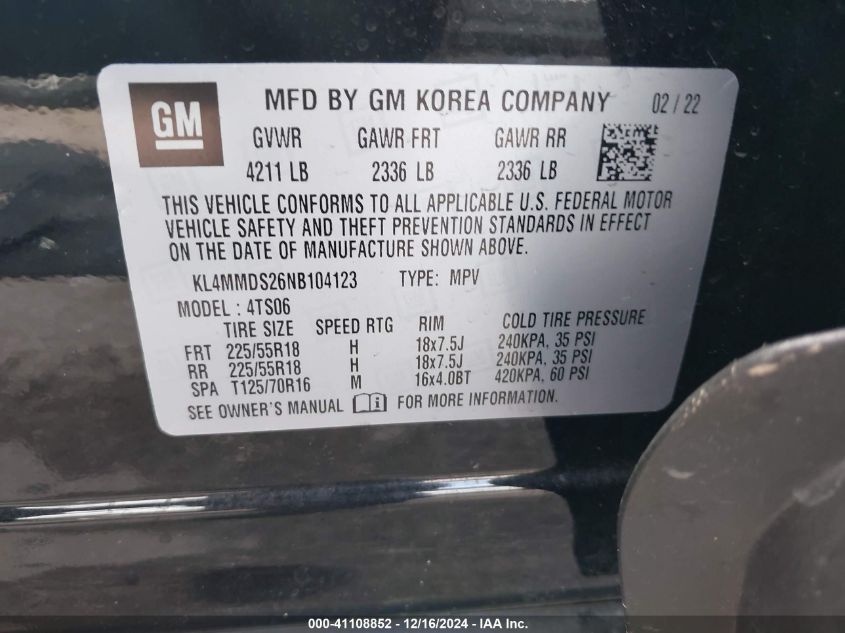 GM
MFD BY GM KOREA COMPANY 02 / 22
GVWR GAWR FRT GAWR RR
4211 LB 2336 LB 2336 LB
THIS VEHICLE CONFORMS TO ALL APPLICABLE U.S. FEDERAL MOTOR
VEHICLE SAFETY AND THEFT PREVENTION STANDARDS IN EFFECT
ON THE DATE OF MANUFACTURE SHOWN ABOVE.
KL4MMDS26NB104123 TYPE: MPV
MODEL : 4TS06
TIRE SIZE SPEED RTG RIM COLD TIRE PRESSURE
FRT 225/55R18 H 18x7.5J 240KPA, 35 PSI
RR 225/55R18 H 18x7.5J 240KPA, 35 PSI
SPA T125/70R16 M 16x4.0BT 420KPA, 60 PSI
SEE OWNER'S MANUAL FOR MORE INFORMATION.
000-41108852 / 12/16/2024 - IAA Inc.